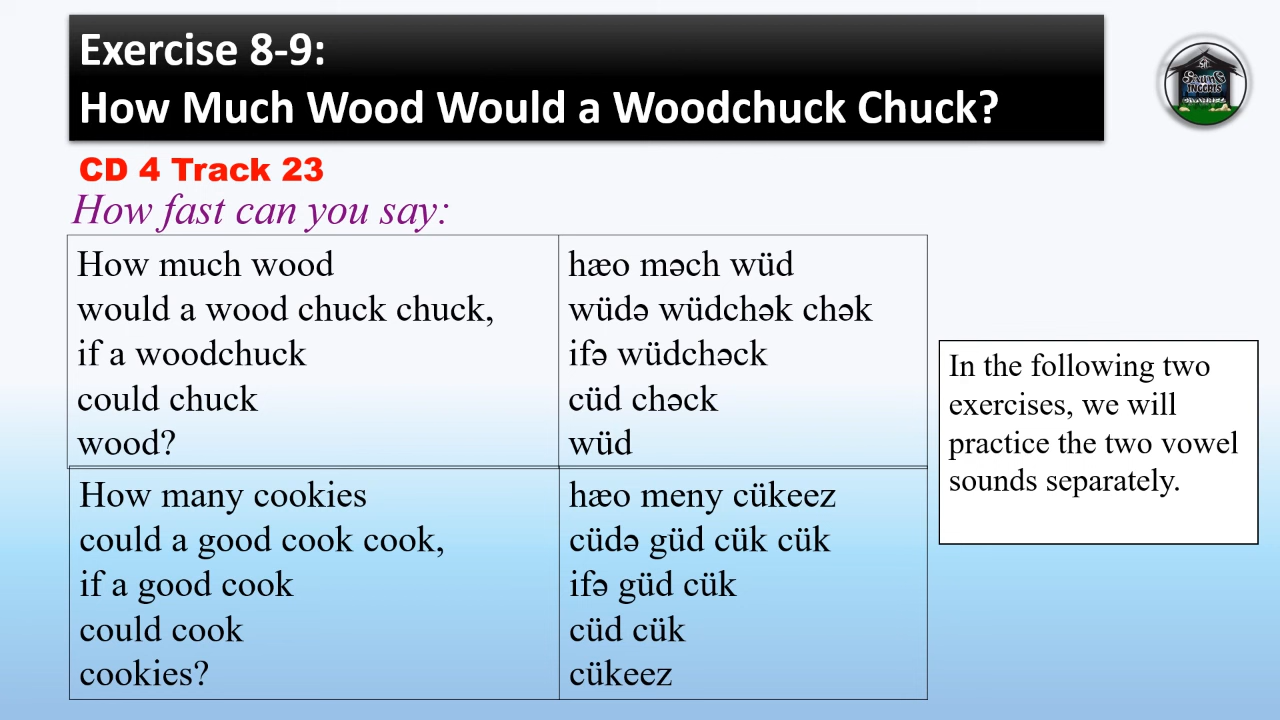 Exercise 8-9:
How Much Wood Would a Woodchuck Chuck?
CD 4 Track 23
How fast can you say:
How much wood
would a wood chuck chuck,
if a woodchuck
could chuck
wood?
hæo məch wüd
wüdə wüdchək chək
ifə wüdchəck
cüd chəck
wüd
How many cookies
could a good cook cook,
if a good cook
could cook
cookies?
hæo meny cükeez
cüdə güd cük cük
ifə güd cük
cüd cük
cükeez
In the following two
exercises, we will
practice the two vowel
sounds separately.